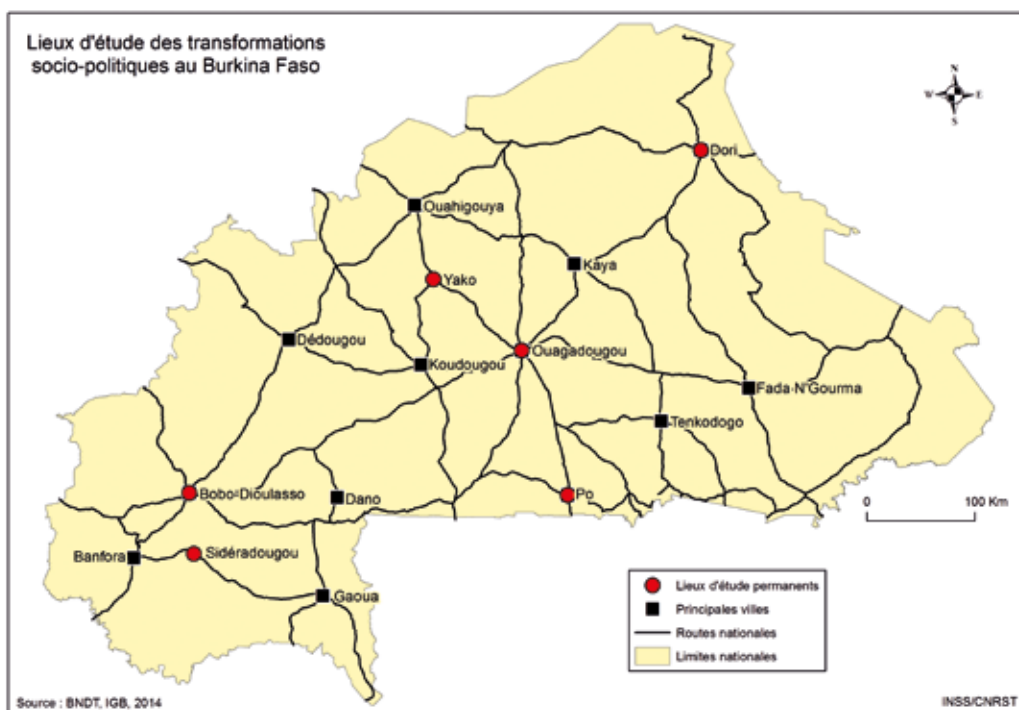 Lieux d'étude des transformations
socio-politiques au Burkina Faso
N
W E
S
Dori
Ouahigouya
Kaya
Yako
Dédougou
Ouagadougou
Koudougou
Fada-N'Gourma
Tenkodogo
Bobo-Dioulasso
Dano
Po
0 100 Km
Banfora
Sidéradougou
Gaoua
Lieux d'étude permanents
Principales villes
Routes nationales
Limites nationales
Source : BNDT, IGB, 2014
INSS/CNRST